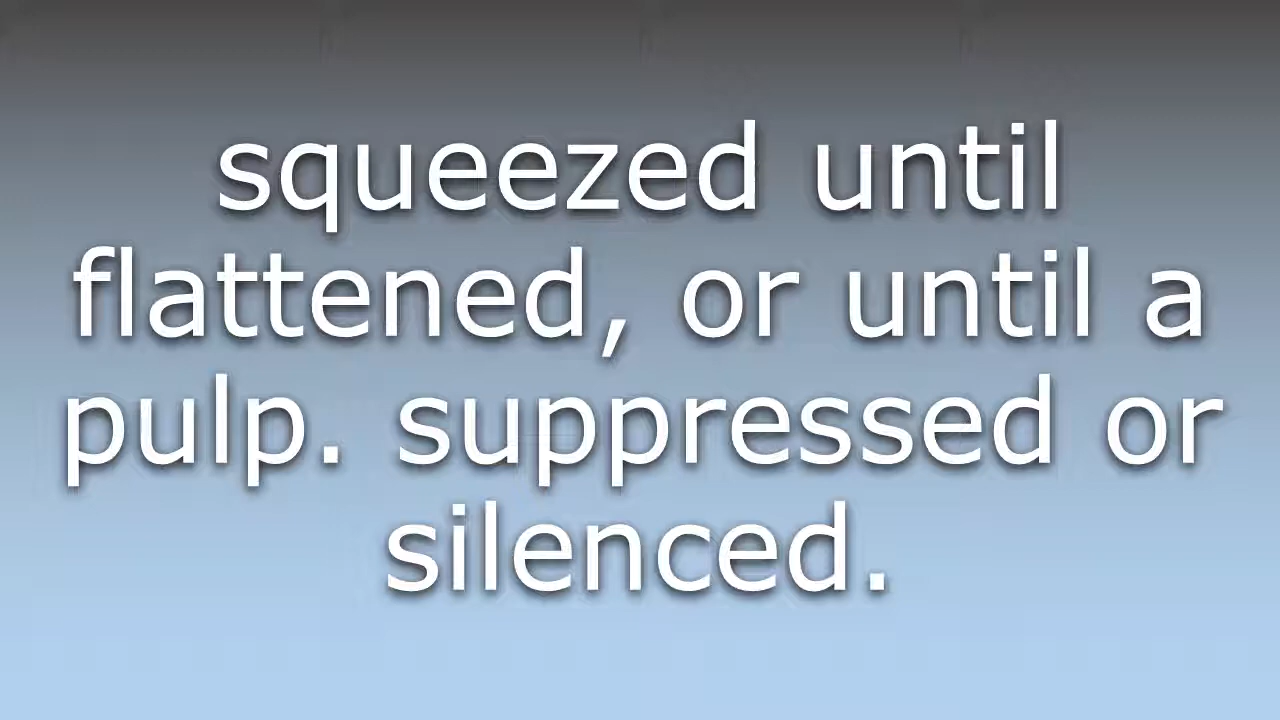 squeezed until
flattened, or until a
pulp. suppressed or
silenced.